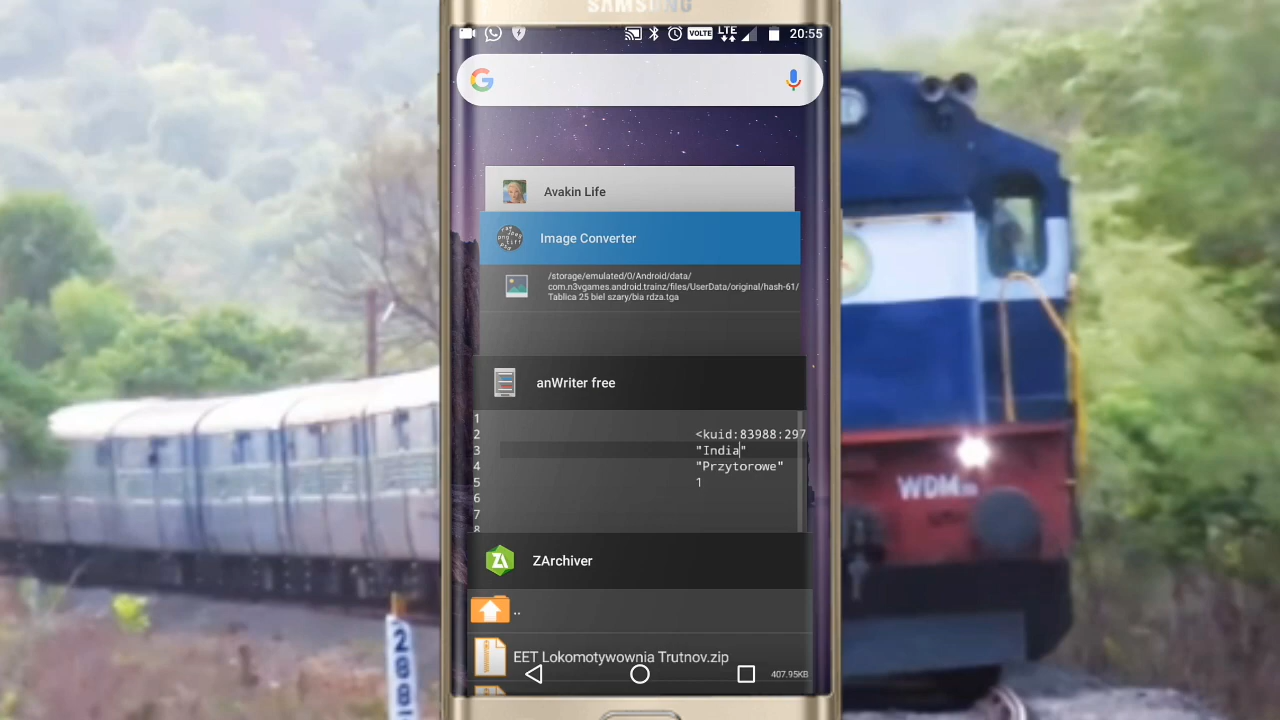 SAMSUNG
VOLTE LTE 20:55
Avakin Life
Image Converter
/storage/emulated/0/Android/data/
com.n3vgames.android.trainz/files/UserData/original/hash-61/
Tablica 25 biel szary/bia rdza.tga
anWriter free
1
2 <kuid:83988:297
3 "India"
4 "Przytorowe"
5 1
6
7
8
ZArchiver
..
EET Lokomotywownia Trutnov.zip
407.95KB
WDM